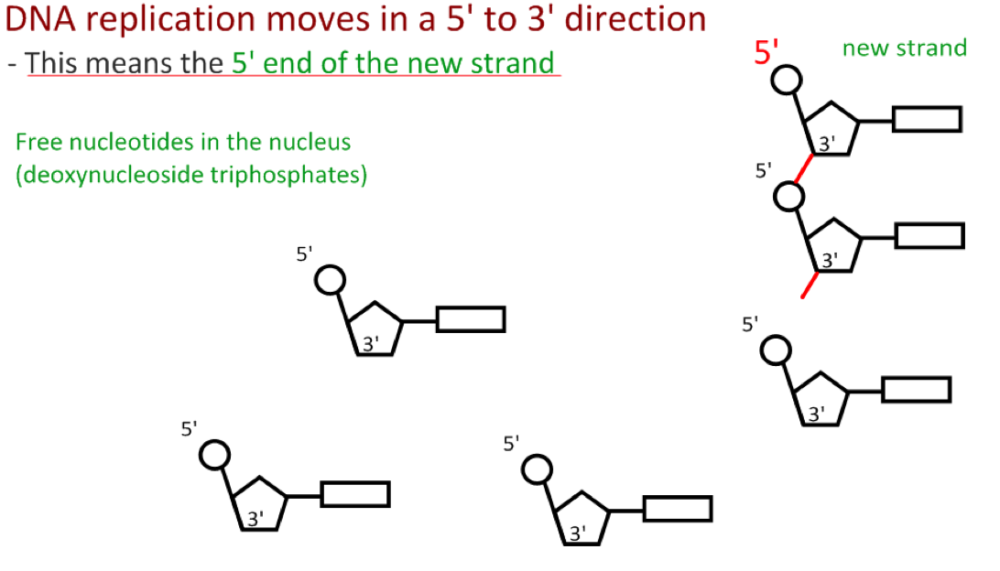 DNA replication moves in a 5' to 3' direction
- This means the 5' end of the new strand
5' new strand
Free nucleotides in the nucleus
(deoxynucleoside triphosphates)
3'
5'
3'
5'
3'
5'
3'
5'
3'
5'
3'